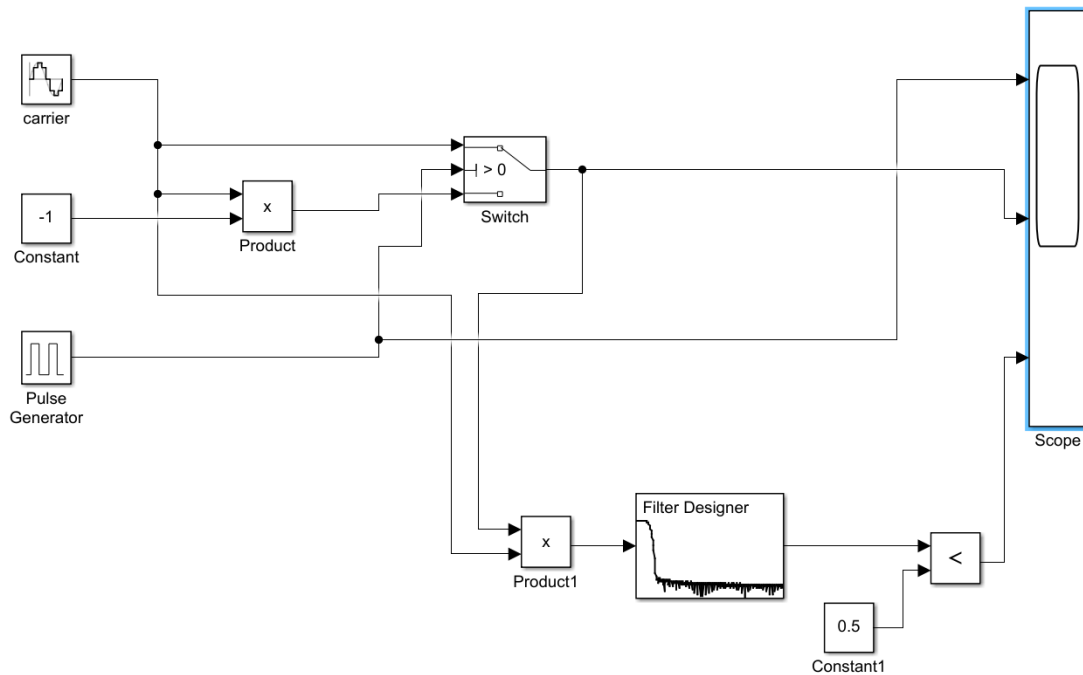 carrier
-1
Constant
x
Product
> 0
Switch
Pulse
Generator
Scope
x
Product1
Filter Designer
<
0.5
Constant1